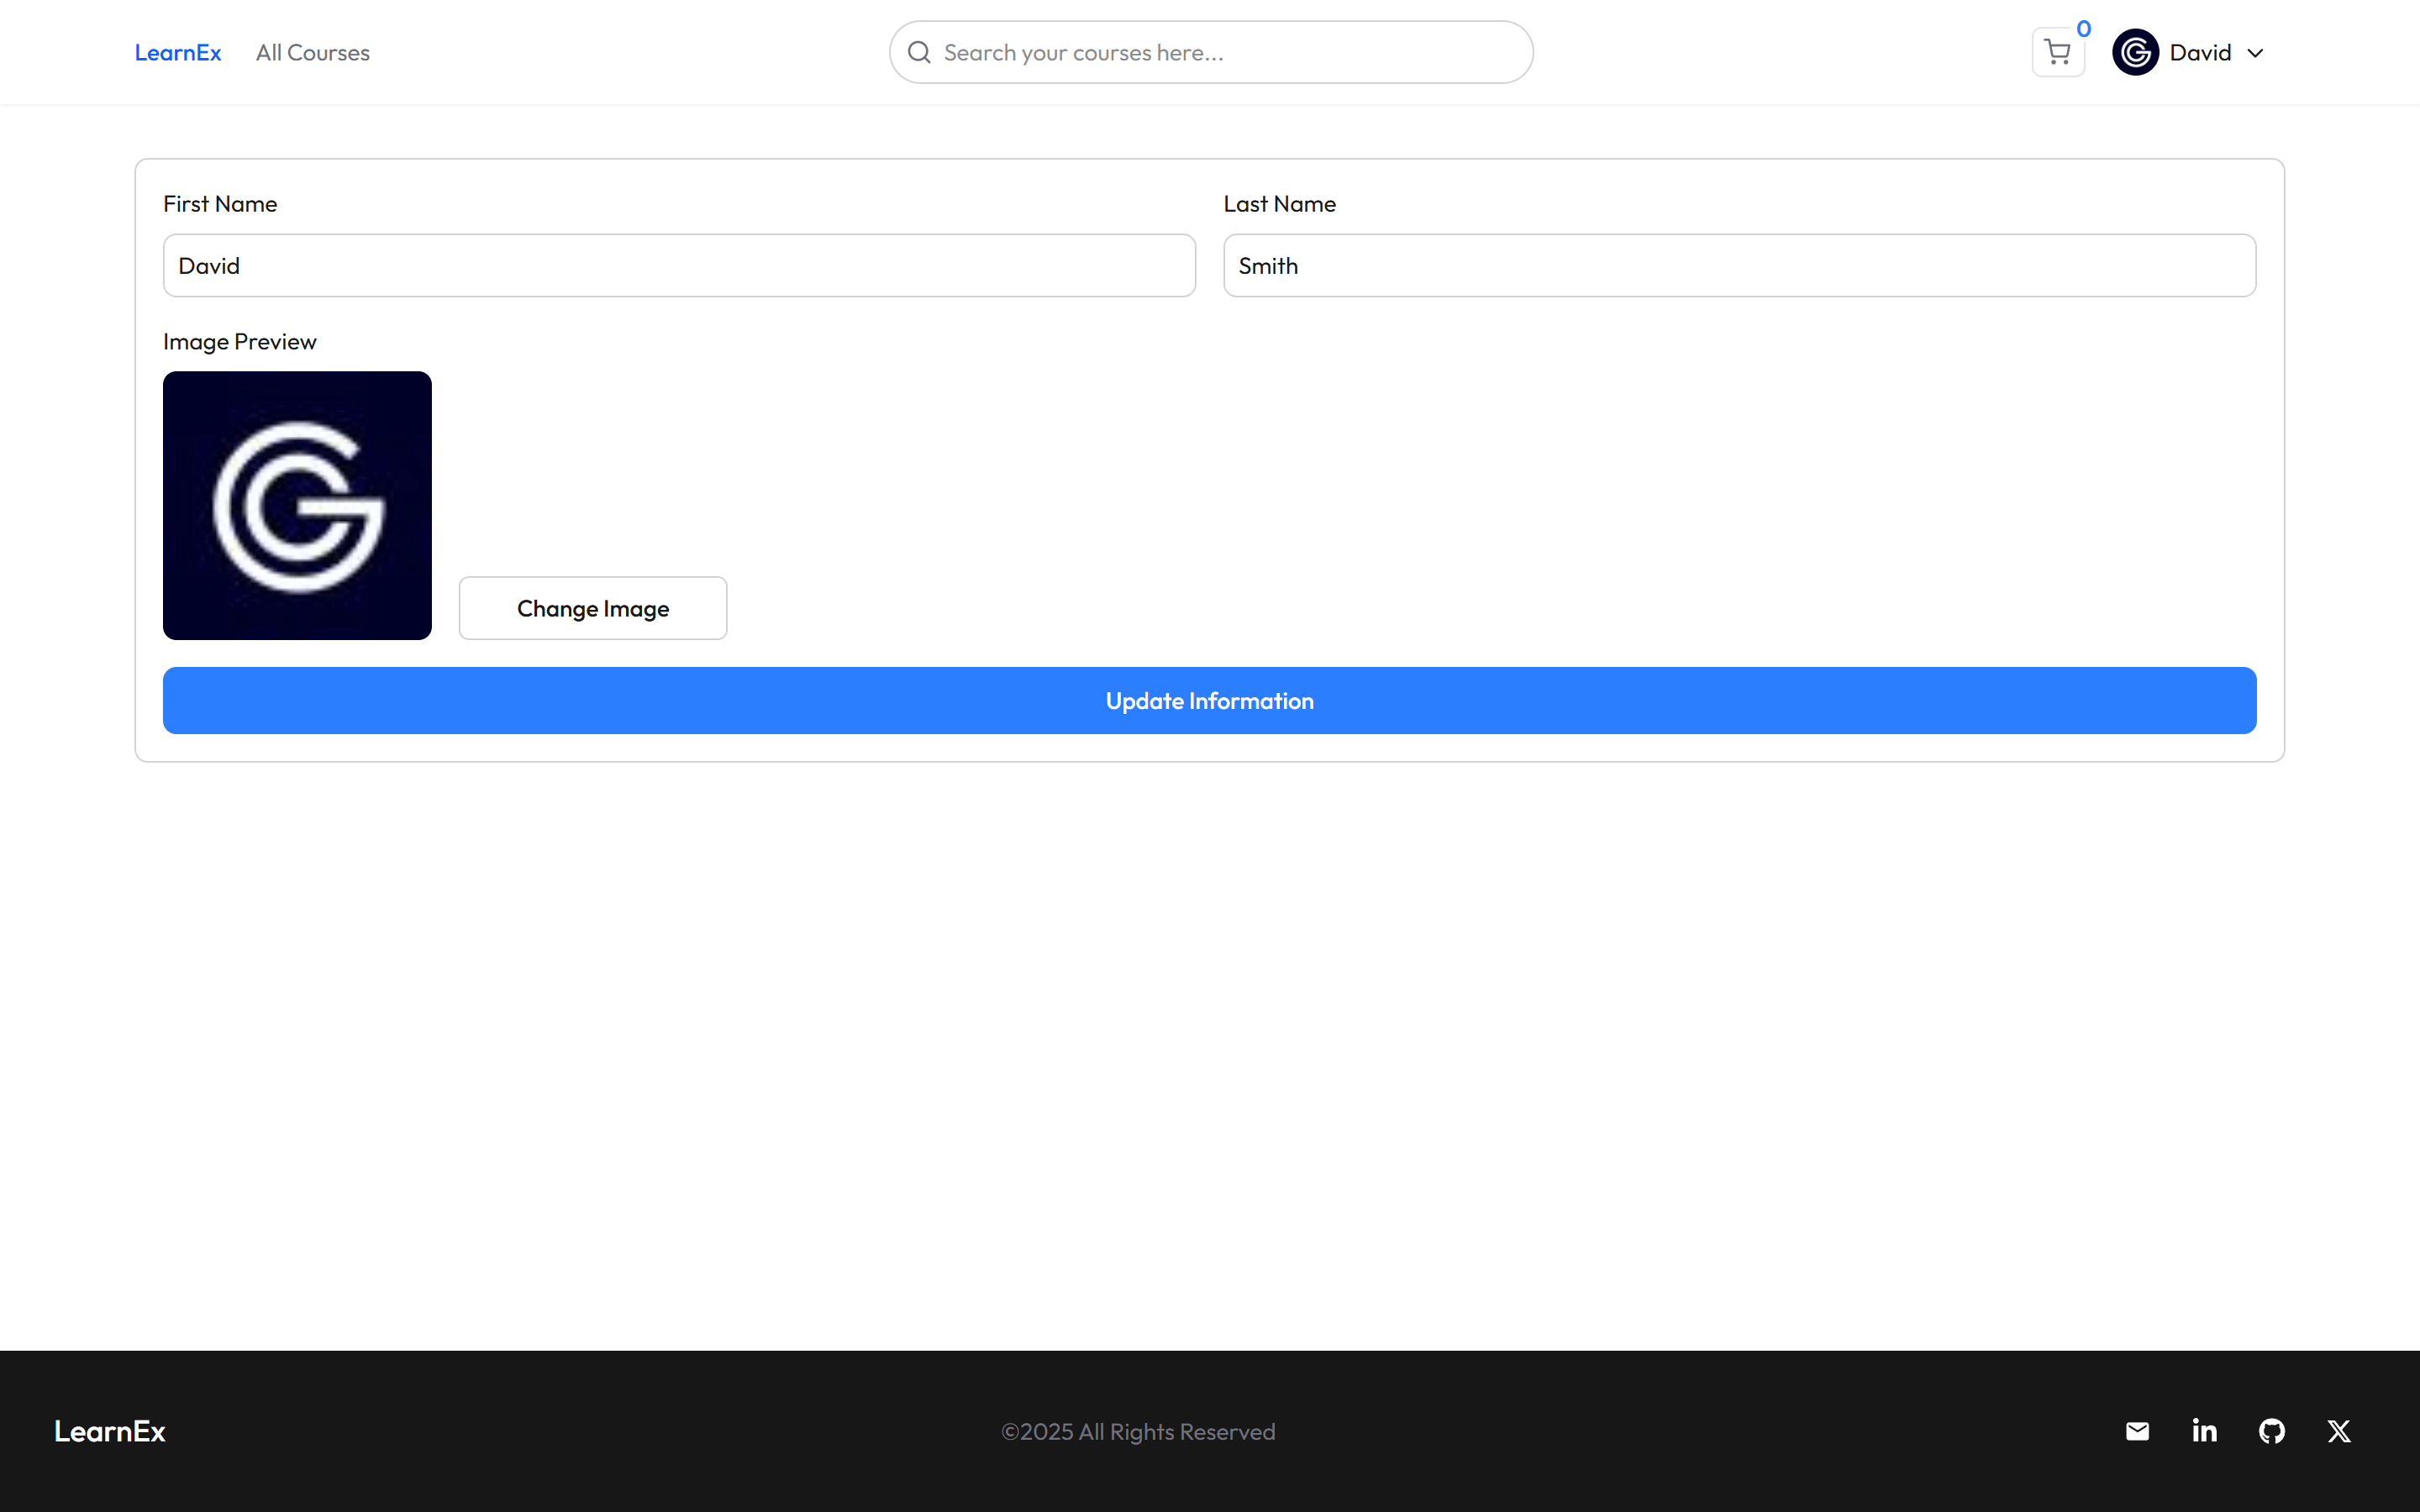 LearnEx All Courses Search your courses here... 0 David
First Name Last Name
David Smith
Image Preview
Change Image
Update Information
LearnEx ©2025 All Rights Reserved